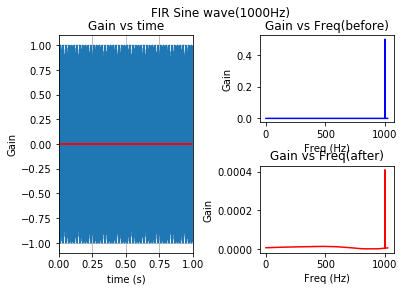 FIR Sine wave(1000Hz)
Gain vs time
1.00
0.75
0.50
0.25
0.00
−0.25
−0.50
−0.75
−1.00
Gain
0.00 0.25 0.50 0.75 1.00
time (s)
Gain vs Freq(before)
0.4
0.2
0.0
Gain
0 500 1000
Freq (Hz)
Gain vs Freq(after)
0.0004
0.0002
0.0000
Gain
0 500 1000
Freq (Hz)